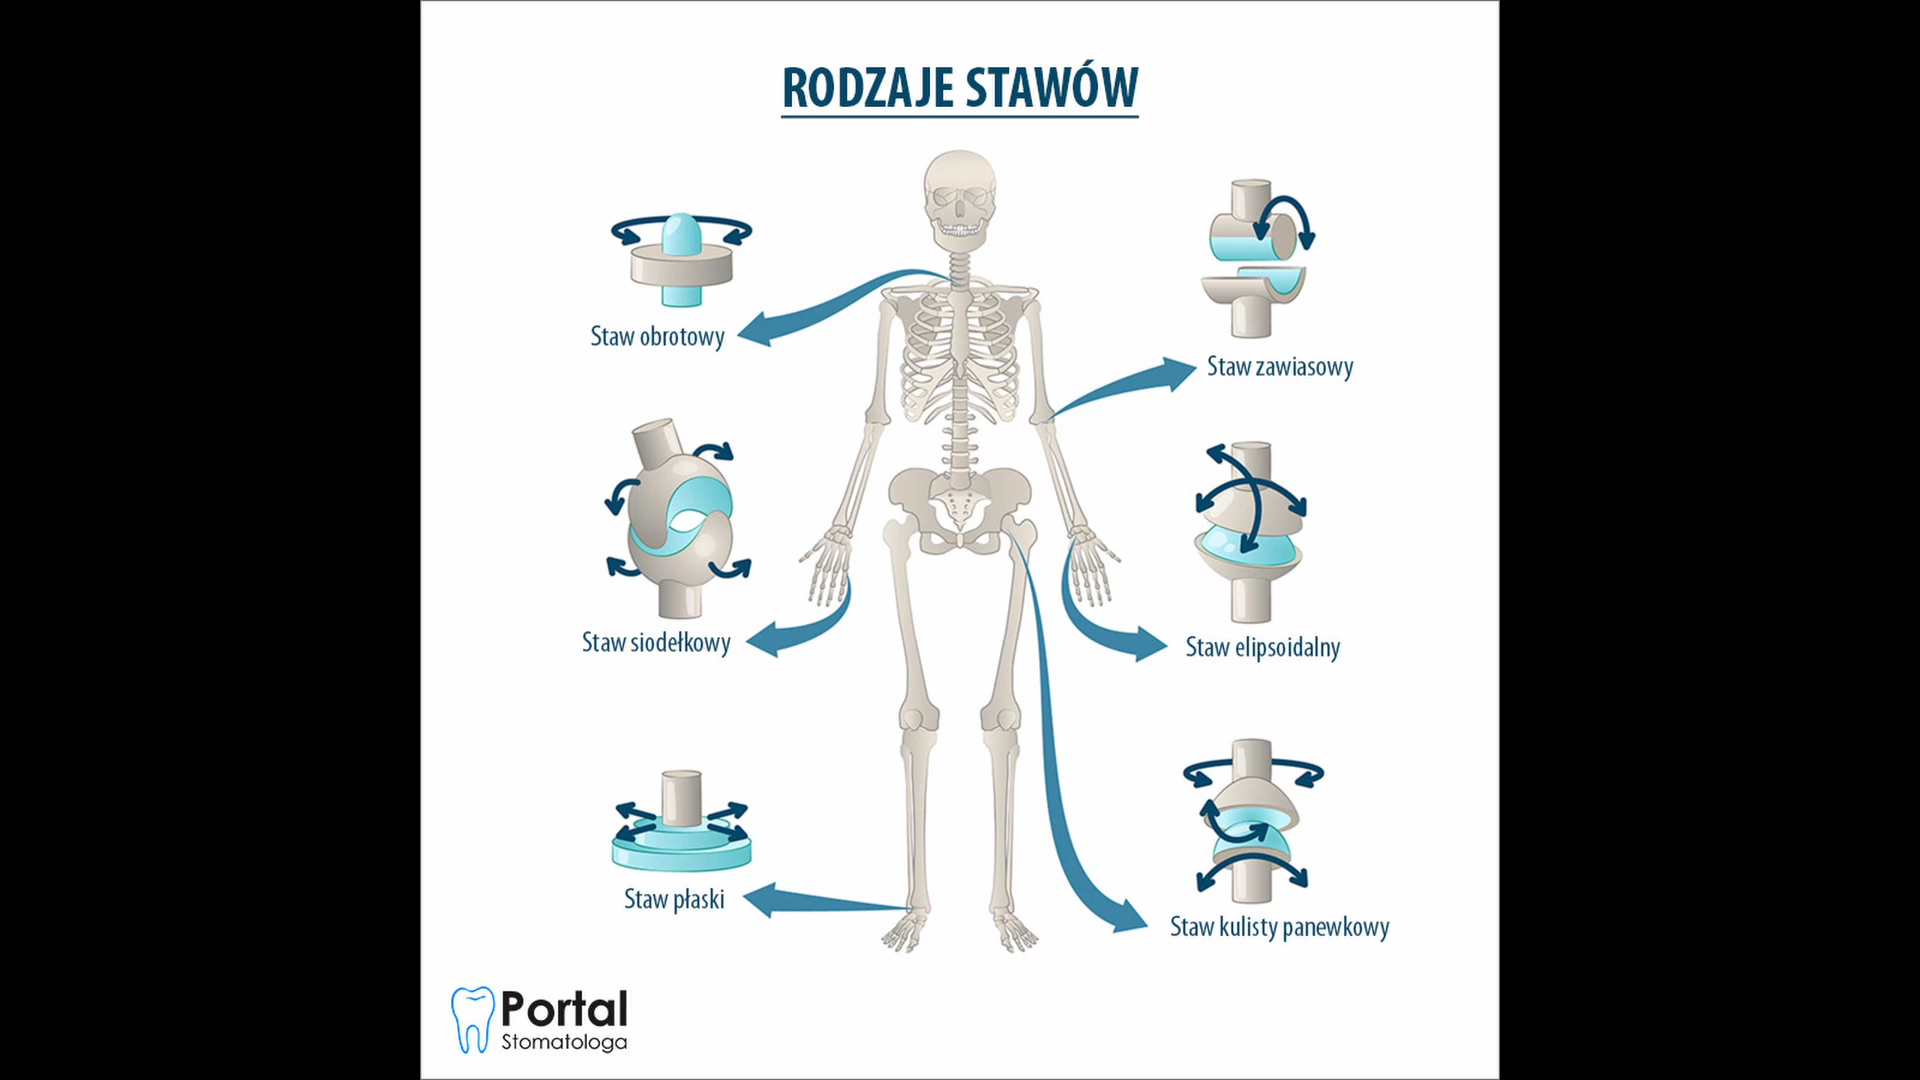 RODZAJE STAWÓW
Staw obrotowy
Staw zawiasowy
Staw siodełkowy
Staw elipsoidalny
Staw płaski
Staw kulisty panewkowy
Portal
Stomatologa